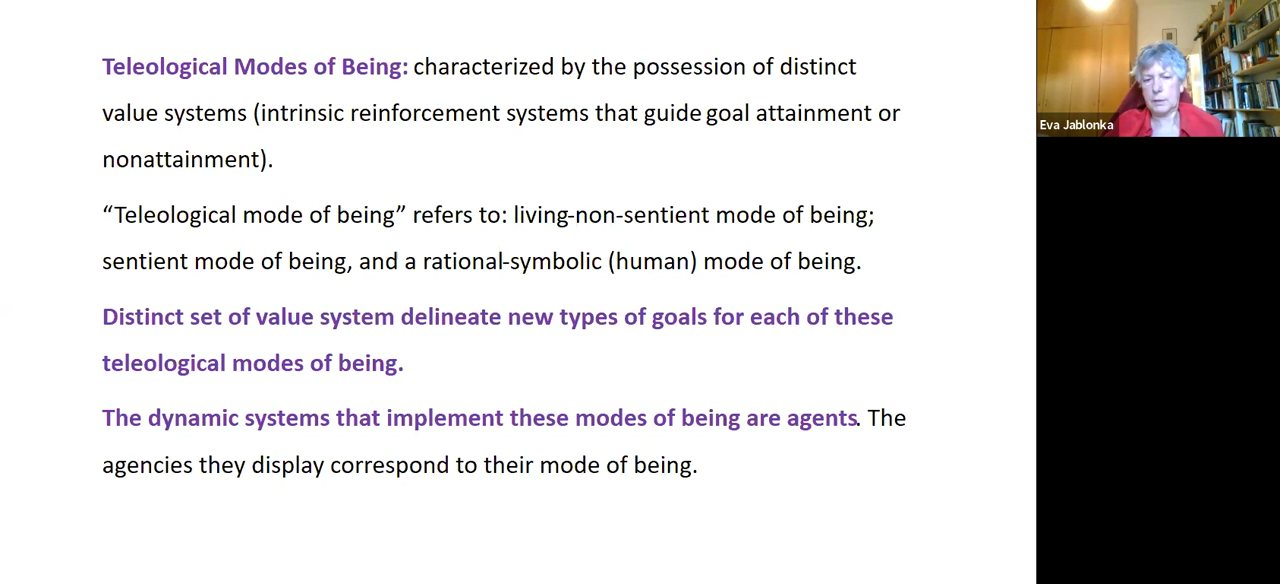 Teleological Modes of Being: characterized by the possession of distinct
value systems (intrinsic reinforcement systems that guide goal attainment or
nonattainment).
“Teleological mode of being” refers to: living-non-sentient mode of being;
sentient mode of being, and a rational-symbolic (human) mode of being.
Distinct set of value system delineate new types of goals for each of these
teleological modes of being.
The dynamic systems that implement these modes of being are agents. The
agencies they display correspond to their mode of being.
Eva Jablonka